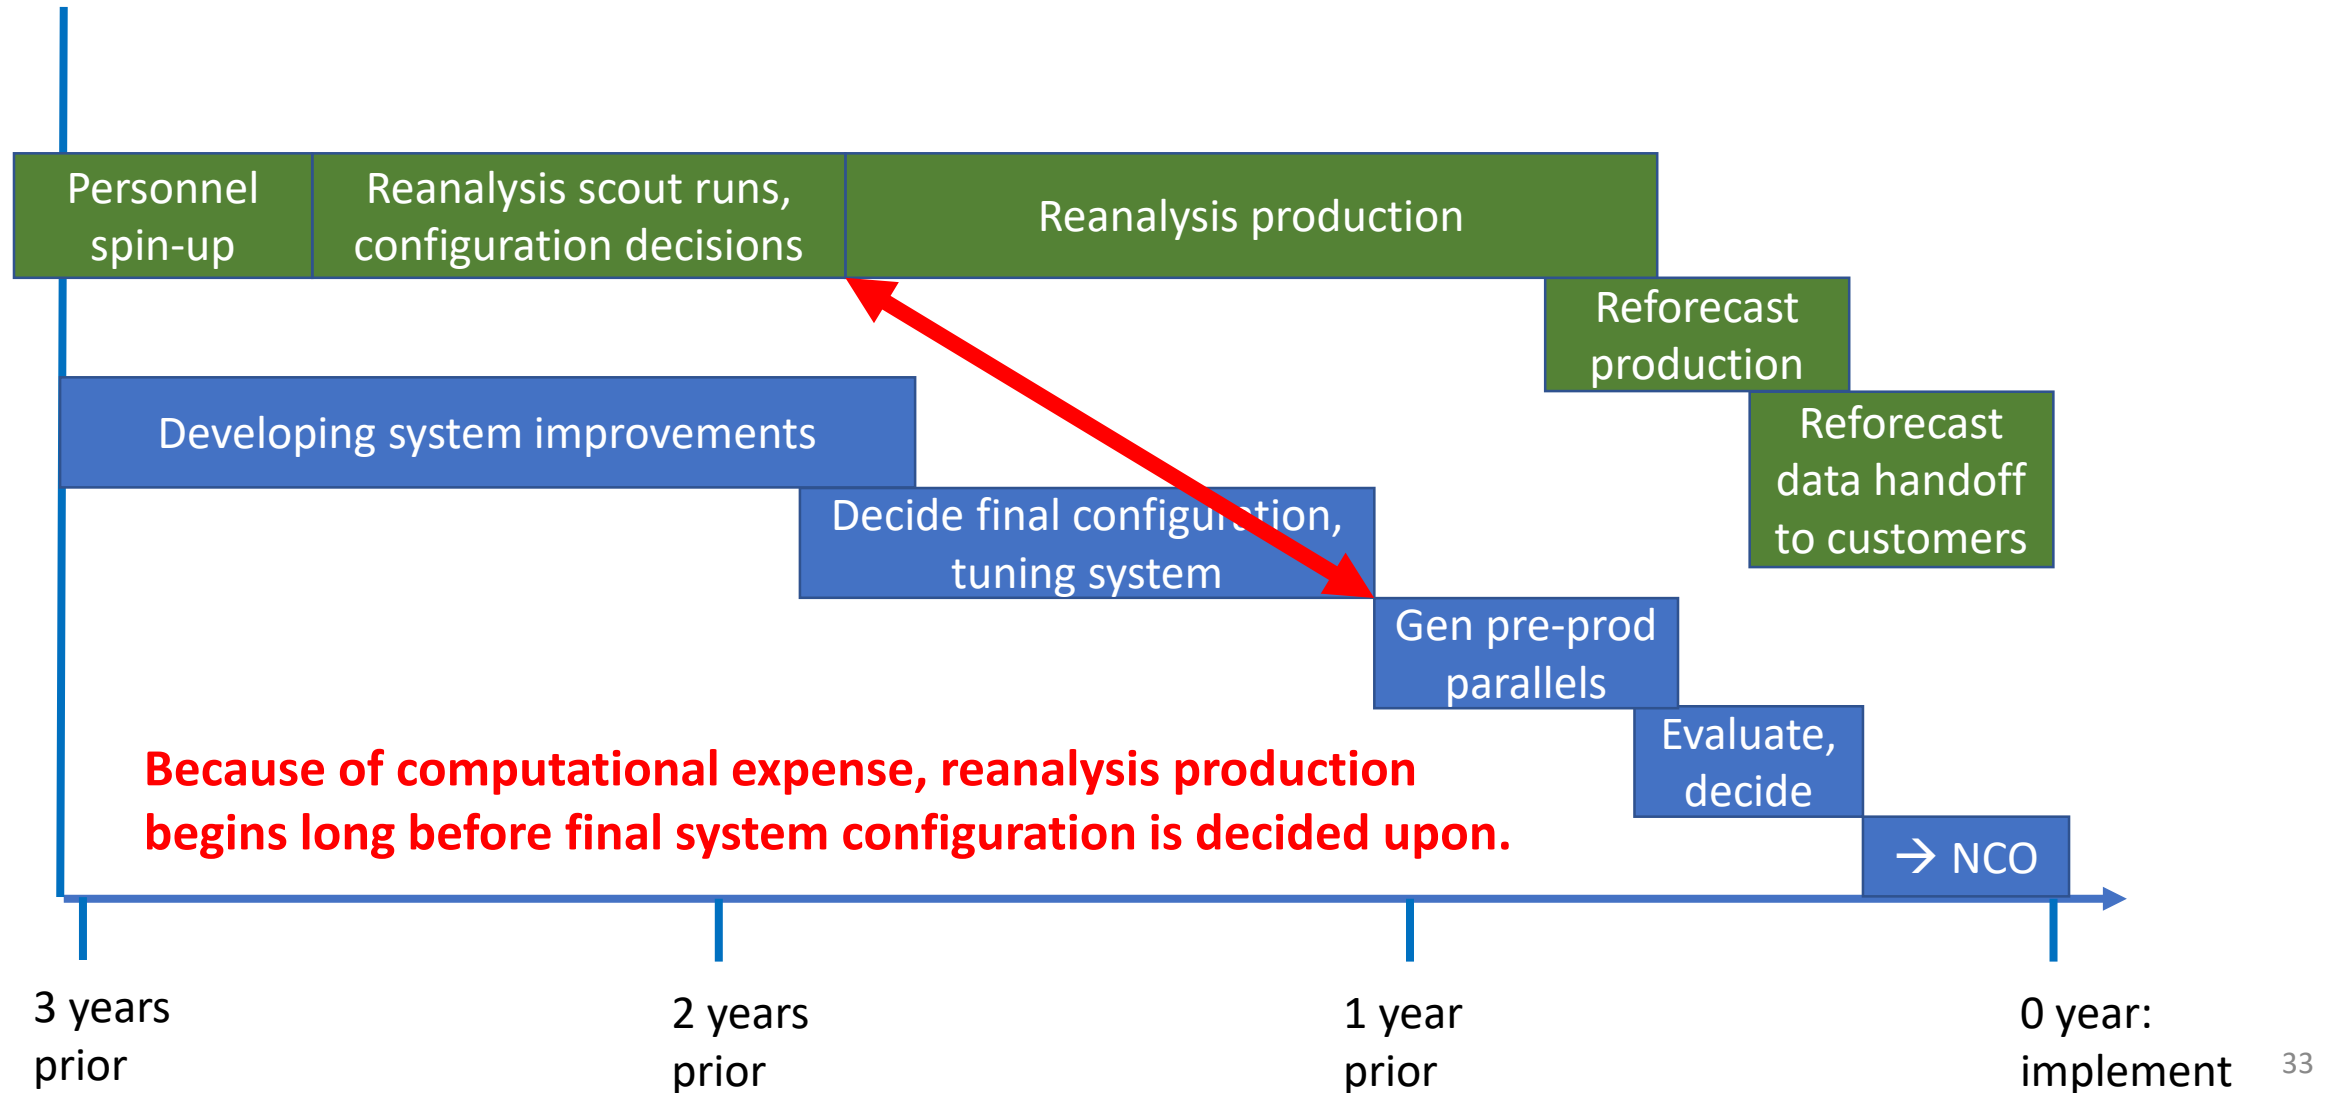 Personnel
spin-up
Reanalysis scout runs,
configuration decisions
Reanalysis production
Reforecast
production
Reforecast
data handoff
to customers
Developing system improvements
Decide final configuration,
tuning system
Gen pre-prod
parallels
Evaluate,
decide
→ NCO
Because of computational expense, reanalysis production
begins long before final system configuration is decided upon.
3 years
prior
2 years
prior
1 year
prior
0 year:
implement
33